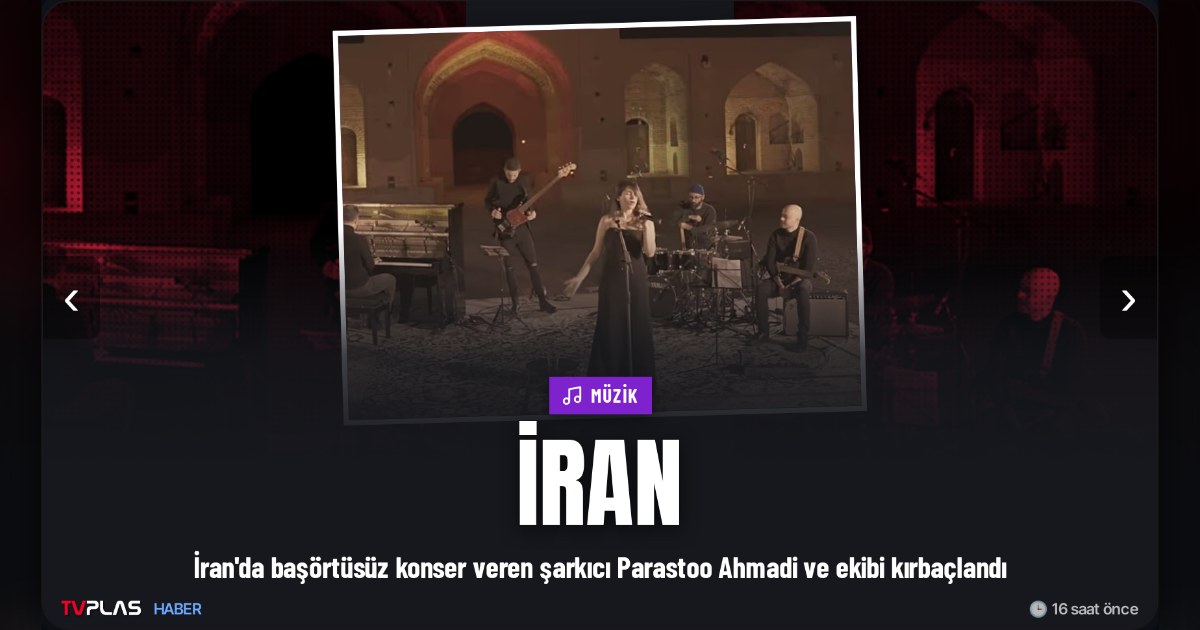 MÜZİK
İRAN
İran'da başörtüsüz konser veren şarkıcı Parastoo Ahmadi ve ekibi kırbaçlandı
TVPLAS HABER
16 saat önce